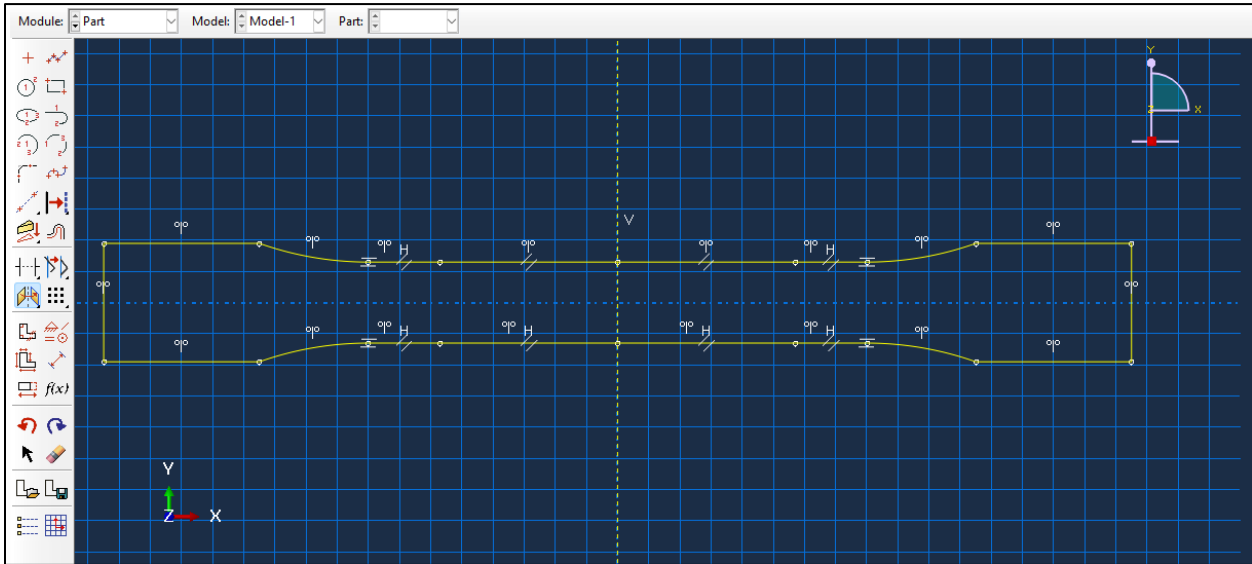 Module: Part Model: Model-1 Part:
Y
Z X
V
H H H H
H H H H
f(x)
Y
Z X